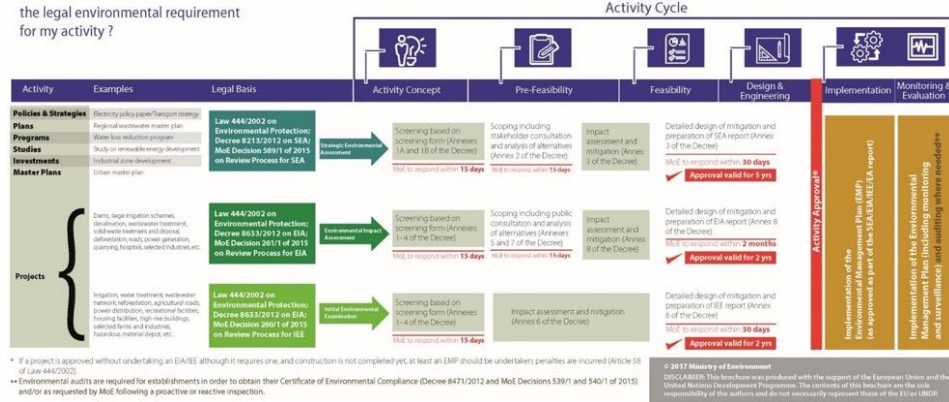 the legal environmental requirement
for my activity ?
Activity Cycle
Activity
Examples
Legal Basis
Activity Concept
Pre-Feasibility
Feasibility
Design &
Engineering
Implementation
Monitoring &
Evaluation
Policies & Strategies
Electricity policy paper/Transport strategy
Plans
Regional wastewater master plan
Programs
Water loss reduction program
Studies
Study on renewable energy development
Investments
Industrial zone development
Master Plans
Urban master plan
Law 444/2002 on
Environmental Protection;
Decree 8213/2012 on SEA;
MoE Decision 589/1 of 2015
on Review Process for SEA
Strategic Environmental
Assessment
Screening based on
screening form (Annexes
1A and 1B of the Decree)
MoE to respond within 15 days
Scoping including
stakeholder consultation
and analysis of alternatives
(Annex 2 of the Decree)
MoE to respond within 15 days
Impact
assessment and
mitigation (Annex
3 of the Decree)
Detailed design of mitigation and
preparation of SEA report (Annex
3 of the Decree)
MoE to respond within 30 days
Approval valid for 5 yrs
Projects
Dams, large irrigation schemes,
desalination, wastewater treatment,
solid waste treatment and disposal,
deforestation, roads, power generation,
quarrying, hospitals, selected industries, etc.
Law 444/2002 on
Environmental Protection;
Decree 8633/2012 on EIA;
MoE Decision 261/1 of 2015
on Review Process for EIA
Environmental Impact
Assessment
Screening based on
screening form (Annexes
1-4 of the Decree)
MoE to respond within 15 days
Scoping including public
consultation and analysis
of alternatives (Annexes
5 and 7 of the Decree)
MoE to respond within 15 days
Impact
assessment and
mitigation (Annex
8 of the Decree)
Detailed design of mitigation and
preparation of EIA report (Annex 8
of the Decree)
MoE to respond within 2 months
Approval valid for 2 yrs
Irrigation, water treatment, wastewater
network, reforestation, agricultural roads,
power distribution, recreational facilities,
housing facilities, high rise buildings,
selected farms and industries,
hazardous material depot, etc.
Law 444/2002 on
Environmental Protection;
Decree 8633/2012 on EIA;
MoE Decision 260/1 of 2015
on Review Process for IEE
Initial Environmental
Examination
Screening based on
screening form (Annexes
1-4 of the Decree)
MoE to respond within 15 days
Impact assessment and mitigation
(Annex 6 of the Decree)
Detailed design of mitigation and
preparation of IEE report (Annex
6 of the Decree)
MoE to respond within 30 days
Approval valid for 2 yrs
Activity Approval*
Implementation of the
Environmental Management Plan (EMP)
(as approved as part of the SEA/EIA/IEE/EA report)
Implementation of the Environmental
Management Plan (including monitoring
and surveillance) and auditing where needed**
* If a project is approved without undertaking an EIA/IEE although it requires one, and construction is not completed yet, at least an EMP should be undertaken; penalties are incurred (Article 58
of Law 444/2002).
** Environmental audits are required for establishments in order to obtain their Certificate of Environmental Compliance (Decree 8471/2012 and MoE Decisions 539/1 and 540/1 of 2015)
and/or as requested by MoE following a proactive or reactive inspection.
© 2017 Ministry of Environment
DISCLAIMER: This brochure was produced with the support of the European Union and the
United Nations Development Programme. The contents of this brochure are the sole
responsibility of the authors and do not necessarily represent those of the EU or UNDP.